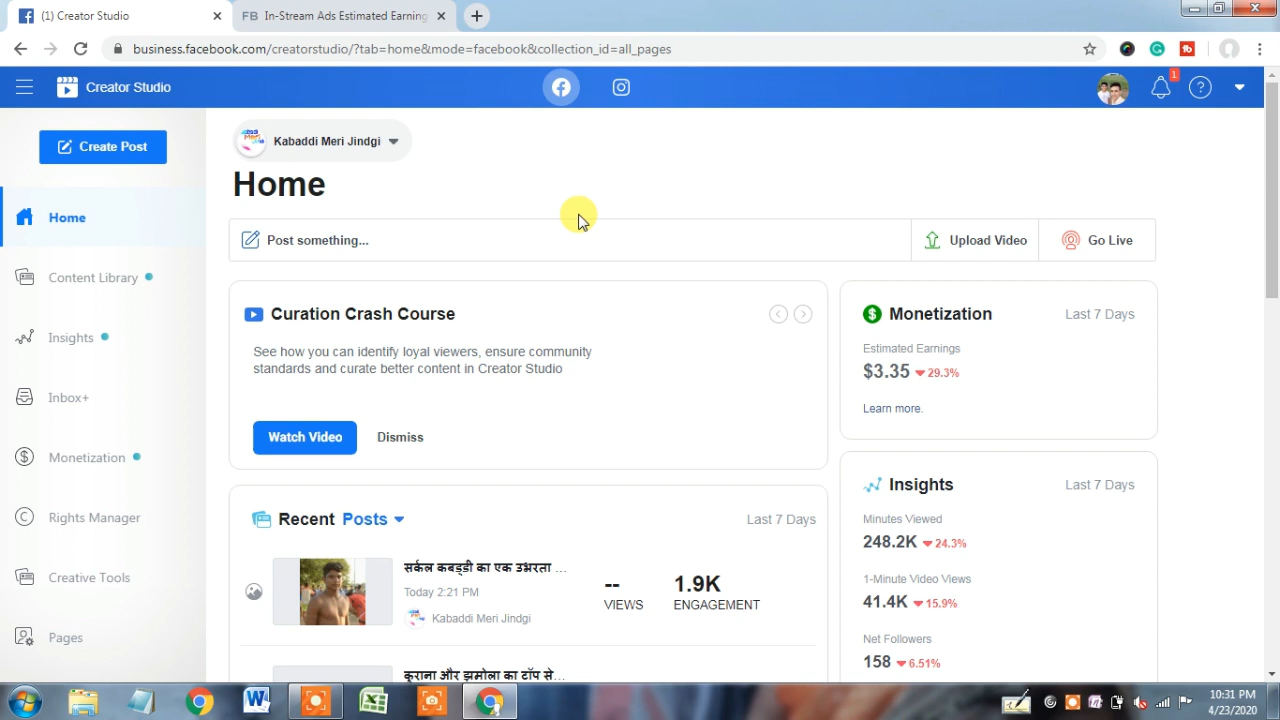 (1) Creator Studio
FB In-Stream Ads Estimated Earning
business.facebook.com/creatorstudio/?tab=home&mode=facebook&collection_id=all_pages
Creator Studio
1
Create Post
Home
Content Library
Insights
Inbox+
Monetization
Rights Manager
Creative Tools
Pages
Kabaddi Meri Jindgi
Home
Post something...
Upload Video
Go Live
Curation Crash Course
See how you can identify loyal viewers, ensure community
standards and curate better content in Creator Studio
Watch Video Dismiss
Monetization Last 7 Days
Estimated Earnings
$3.35 29.3%
Learn more.
Recent Posts Last 7 Days
सर्कल कबड्डी का एक उभरता ...
Today 2:21 PM
Kabaddi Meri Jindgi
--
VIEWS
1.9K
ENGAGEMENT
कुराना और झमोला का टॉप से...
Insights Last 7 Days
Minutes Viewed
248.2K 24.3%
1-Minute Video Views
41.4K 15.9%
Net Followers
158 6.51%
10:31 PM
4/23/2020